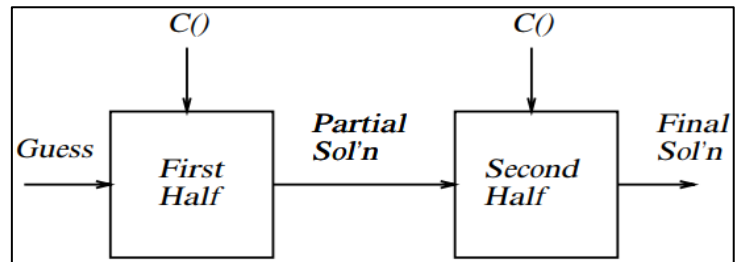 C()
C()
Guess
First
Half
Partial
Sol'n
Second
Half
Final
Sol'n